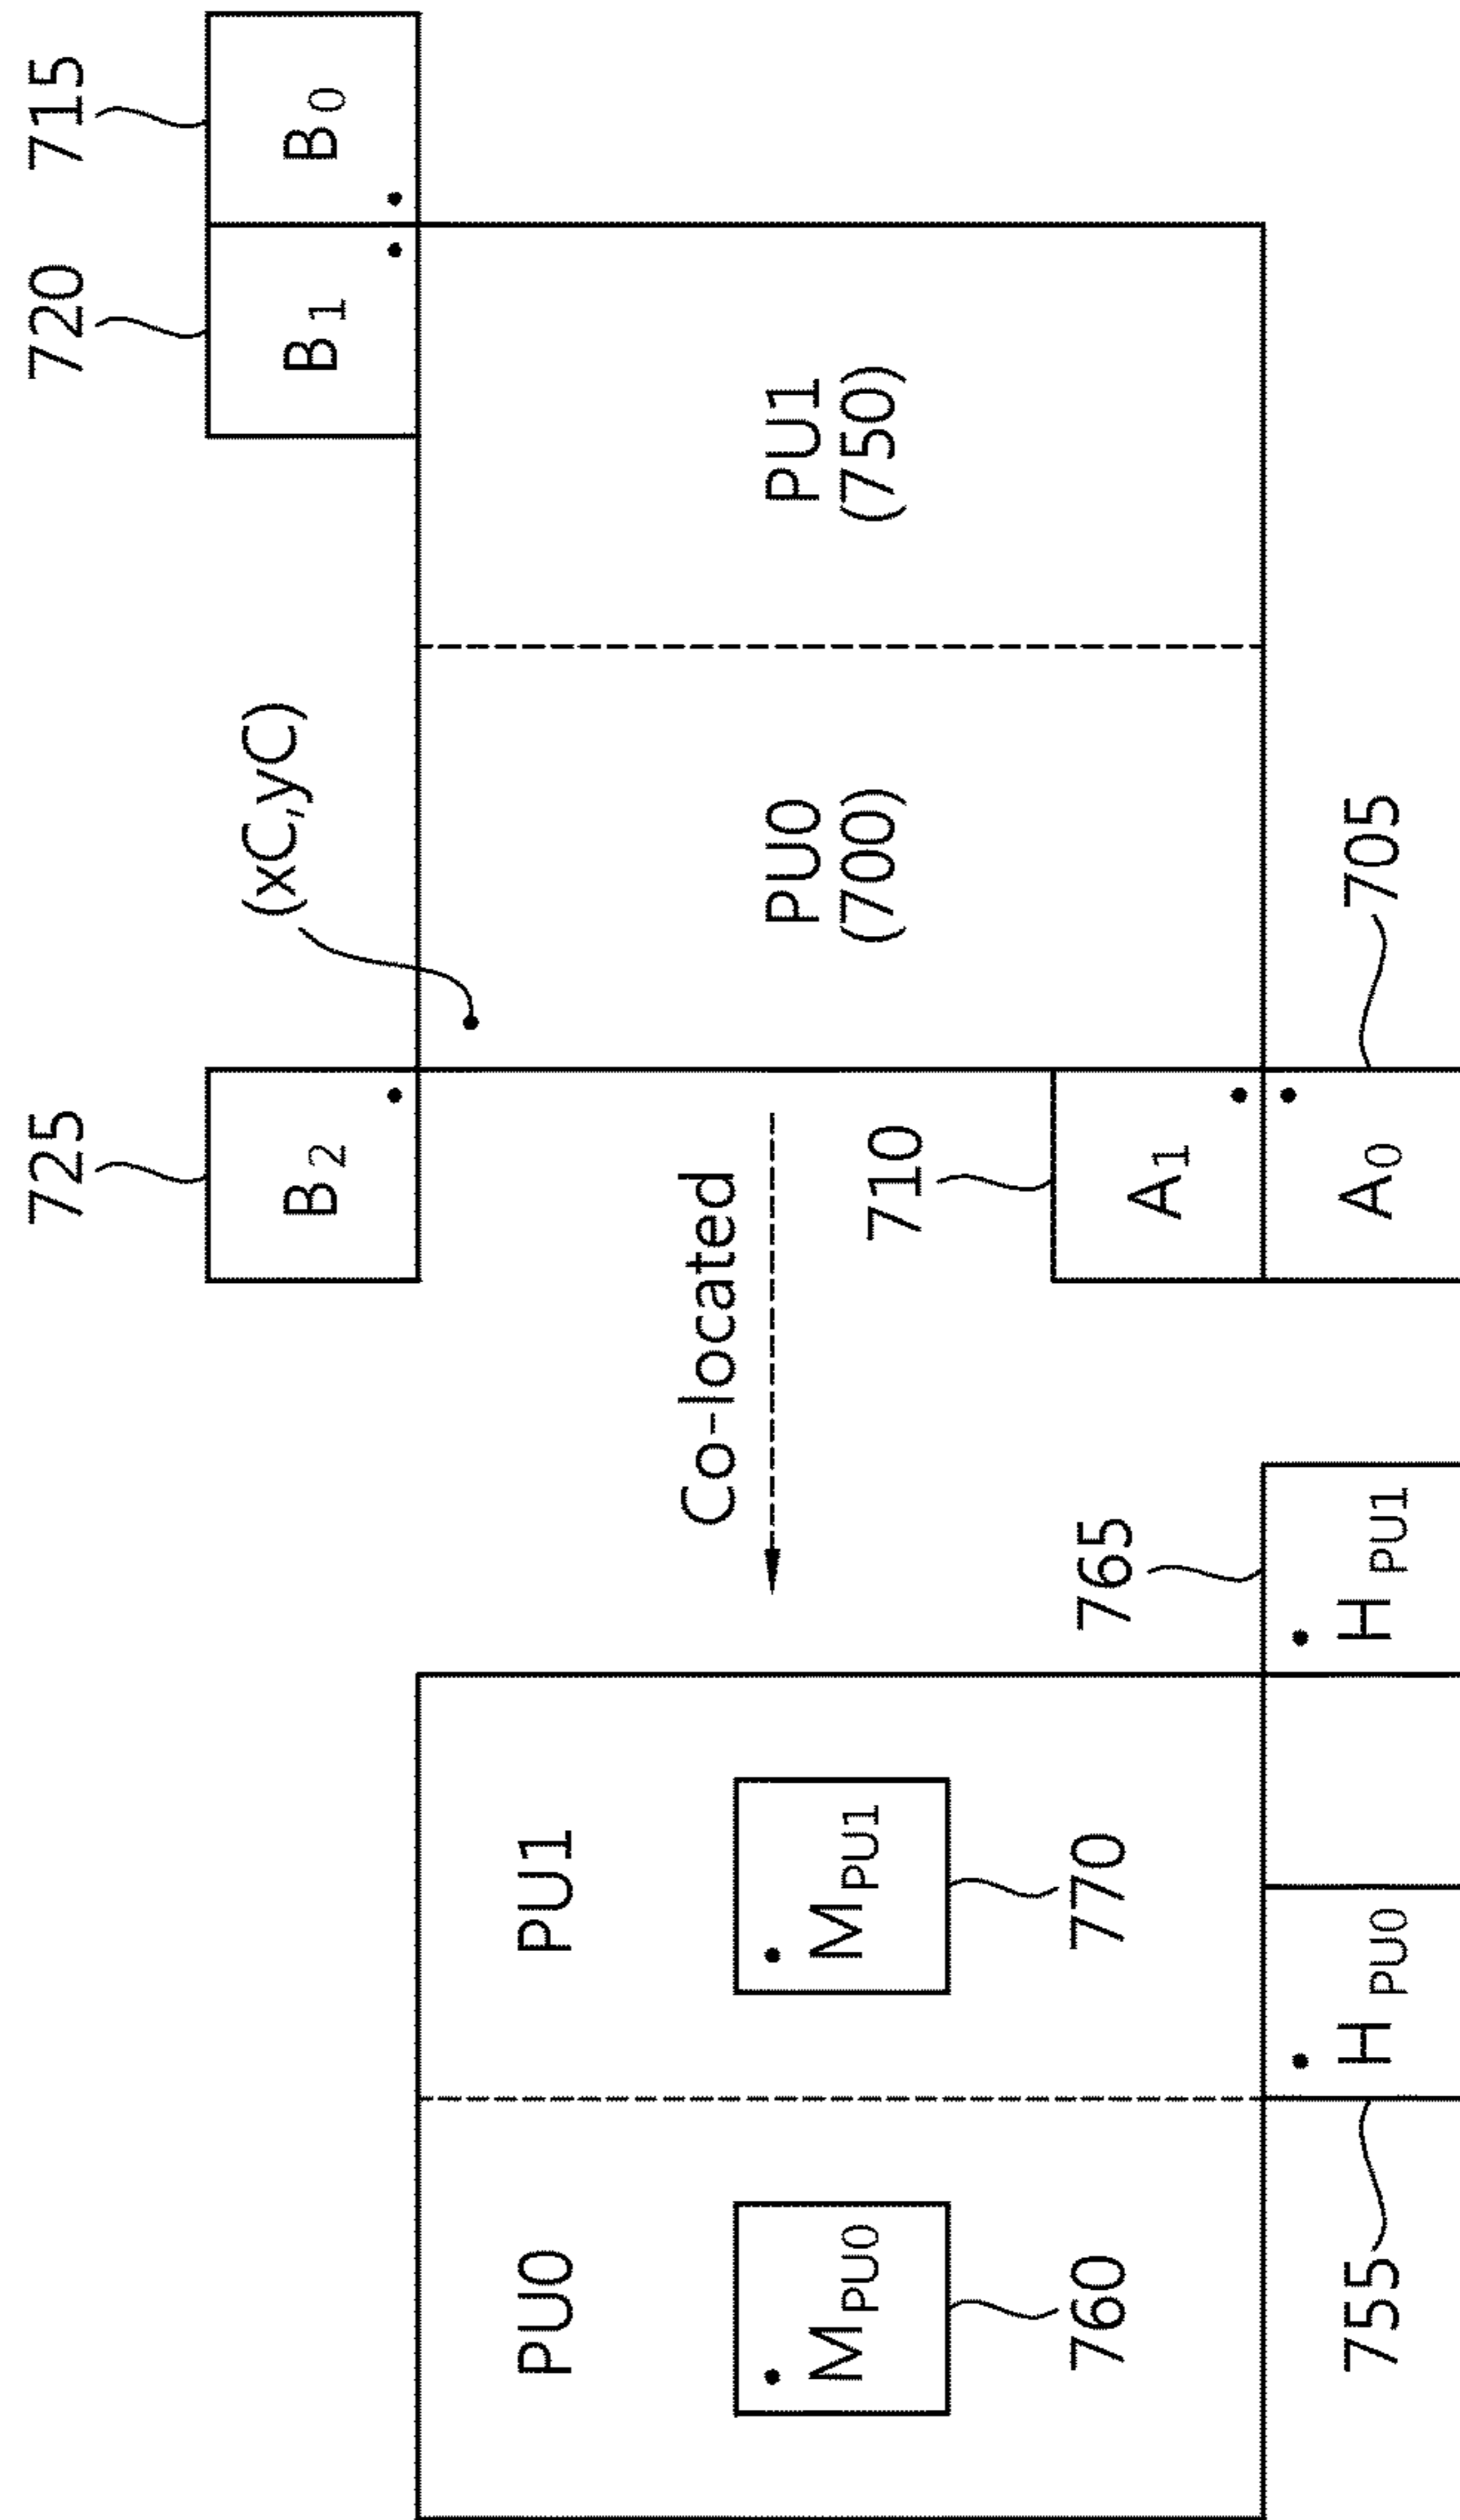 725
720
715
B2
B1
B0
(xC,yC)
PU0
PU1
PU0
(700)
PU1
(750)
Co-located
MPU0
MPU1
710
760
770
765
A1
HPU0
HPU1
A0
755
705